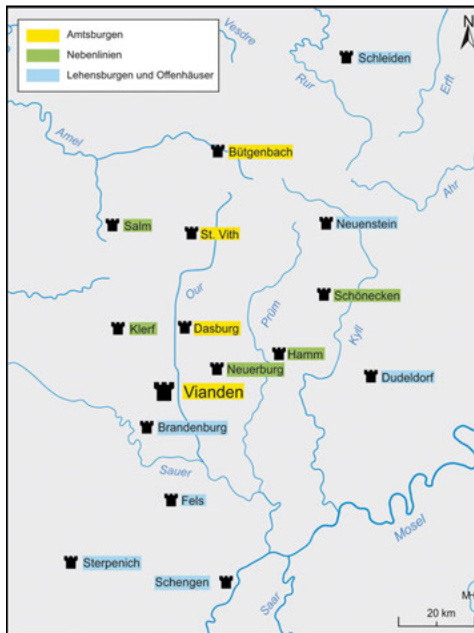 Amtsburgen
Nebenlinien
Lehensburgen und Offenhäuser
Vesdre
N
Schleiden
Rur
Erft
Amel
Bütgenbach
Ahr
Salm
St. Vith
Neuenstein
Our
Prüm
Schönecken
Kyll
Klerf
Dasburg
Hamm
Neuerburg
Dudeldorf
Vianden
Brandenburg
Sauer
Fels
Mosel
Sterpenich
Schengen
Saar
M
20 km